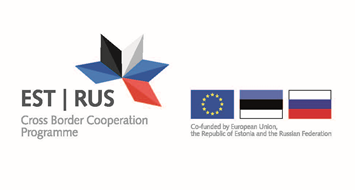 EST | RUS
Cross Border Cooperation
Programme
Co-funded by European Union,
the Republic of Estonia and the Russian Federation